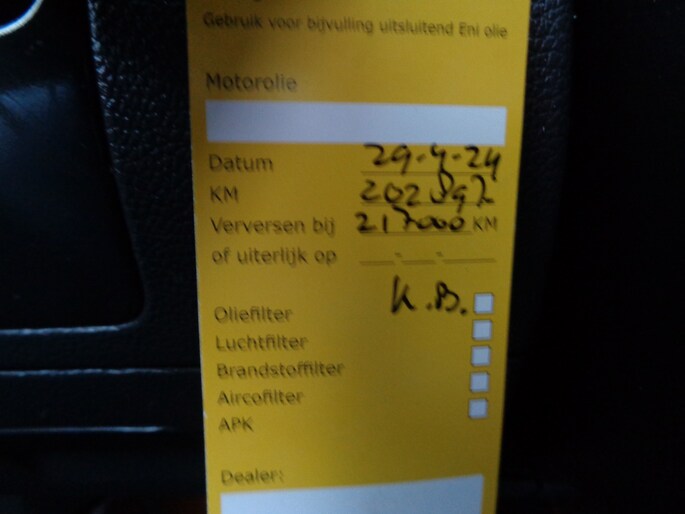 Gebruik voor bijvulling uitsluitend Eni olie
Motorolie
Datum 29-4-24
KM 202897
Verversen bij 217000 KM
of uiterlijk op
K.B.
Oliefilter
Luchtfilter
Brandstoffilter
Aircofilter
APK
Dealer: